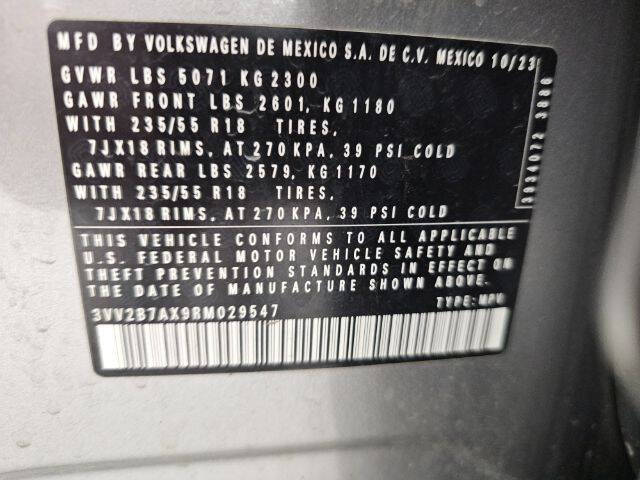 MFD BY VOLKSWAGEN DE MEXICO S.A. DE C.V. MEXICO 10/23
GVWR LBS 5071 KG 2300
GAWR FRONT LBS 2601, KG 1180
WITH 235/55 R18 TIRES,
7JX18 RIMS, AT 270 KPA, 39 PSI COLD
GAWR REAR LBS 2579, KG 1170
WITH 235/55 R18 TIRES,
7JX18 RIMS, AT 270 KPA, 39 PSI COLD
THIS VEHICLE CONFORMS TO ALL APPLICABLE
U.S. FEDERAL MOTOR VEHICLE SAFETY AND
THEFT PREVENTION STANDARDS IN EFFECT ON
THE DATE OF MANUFACTURE SHOWN ABOVE.
3VV2B7AX9RM029547 TYPE: MPV